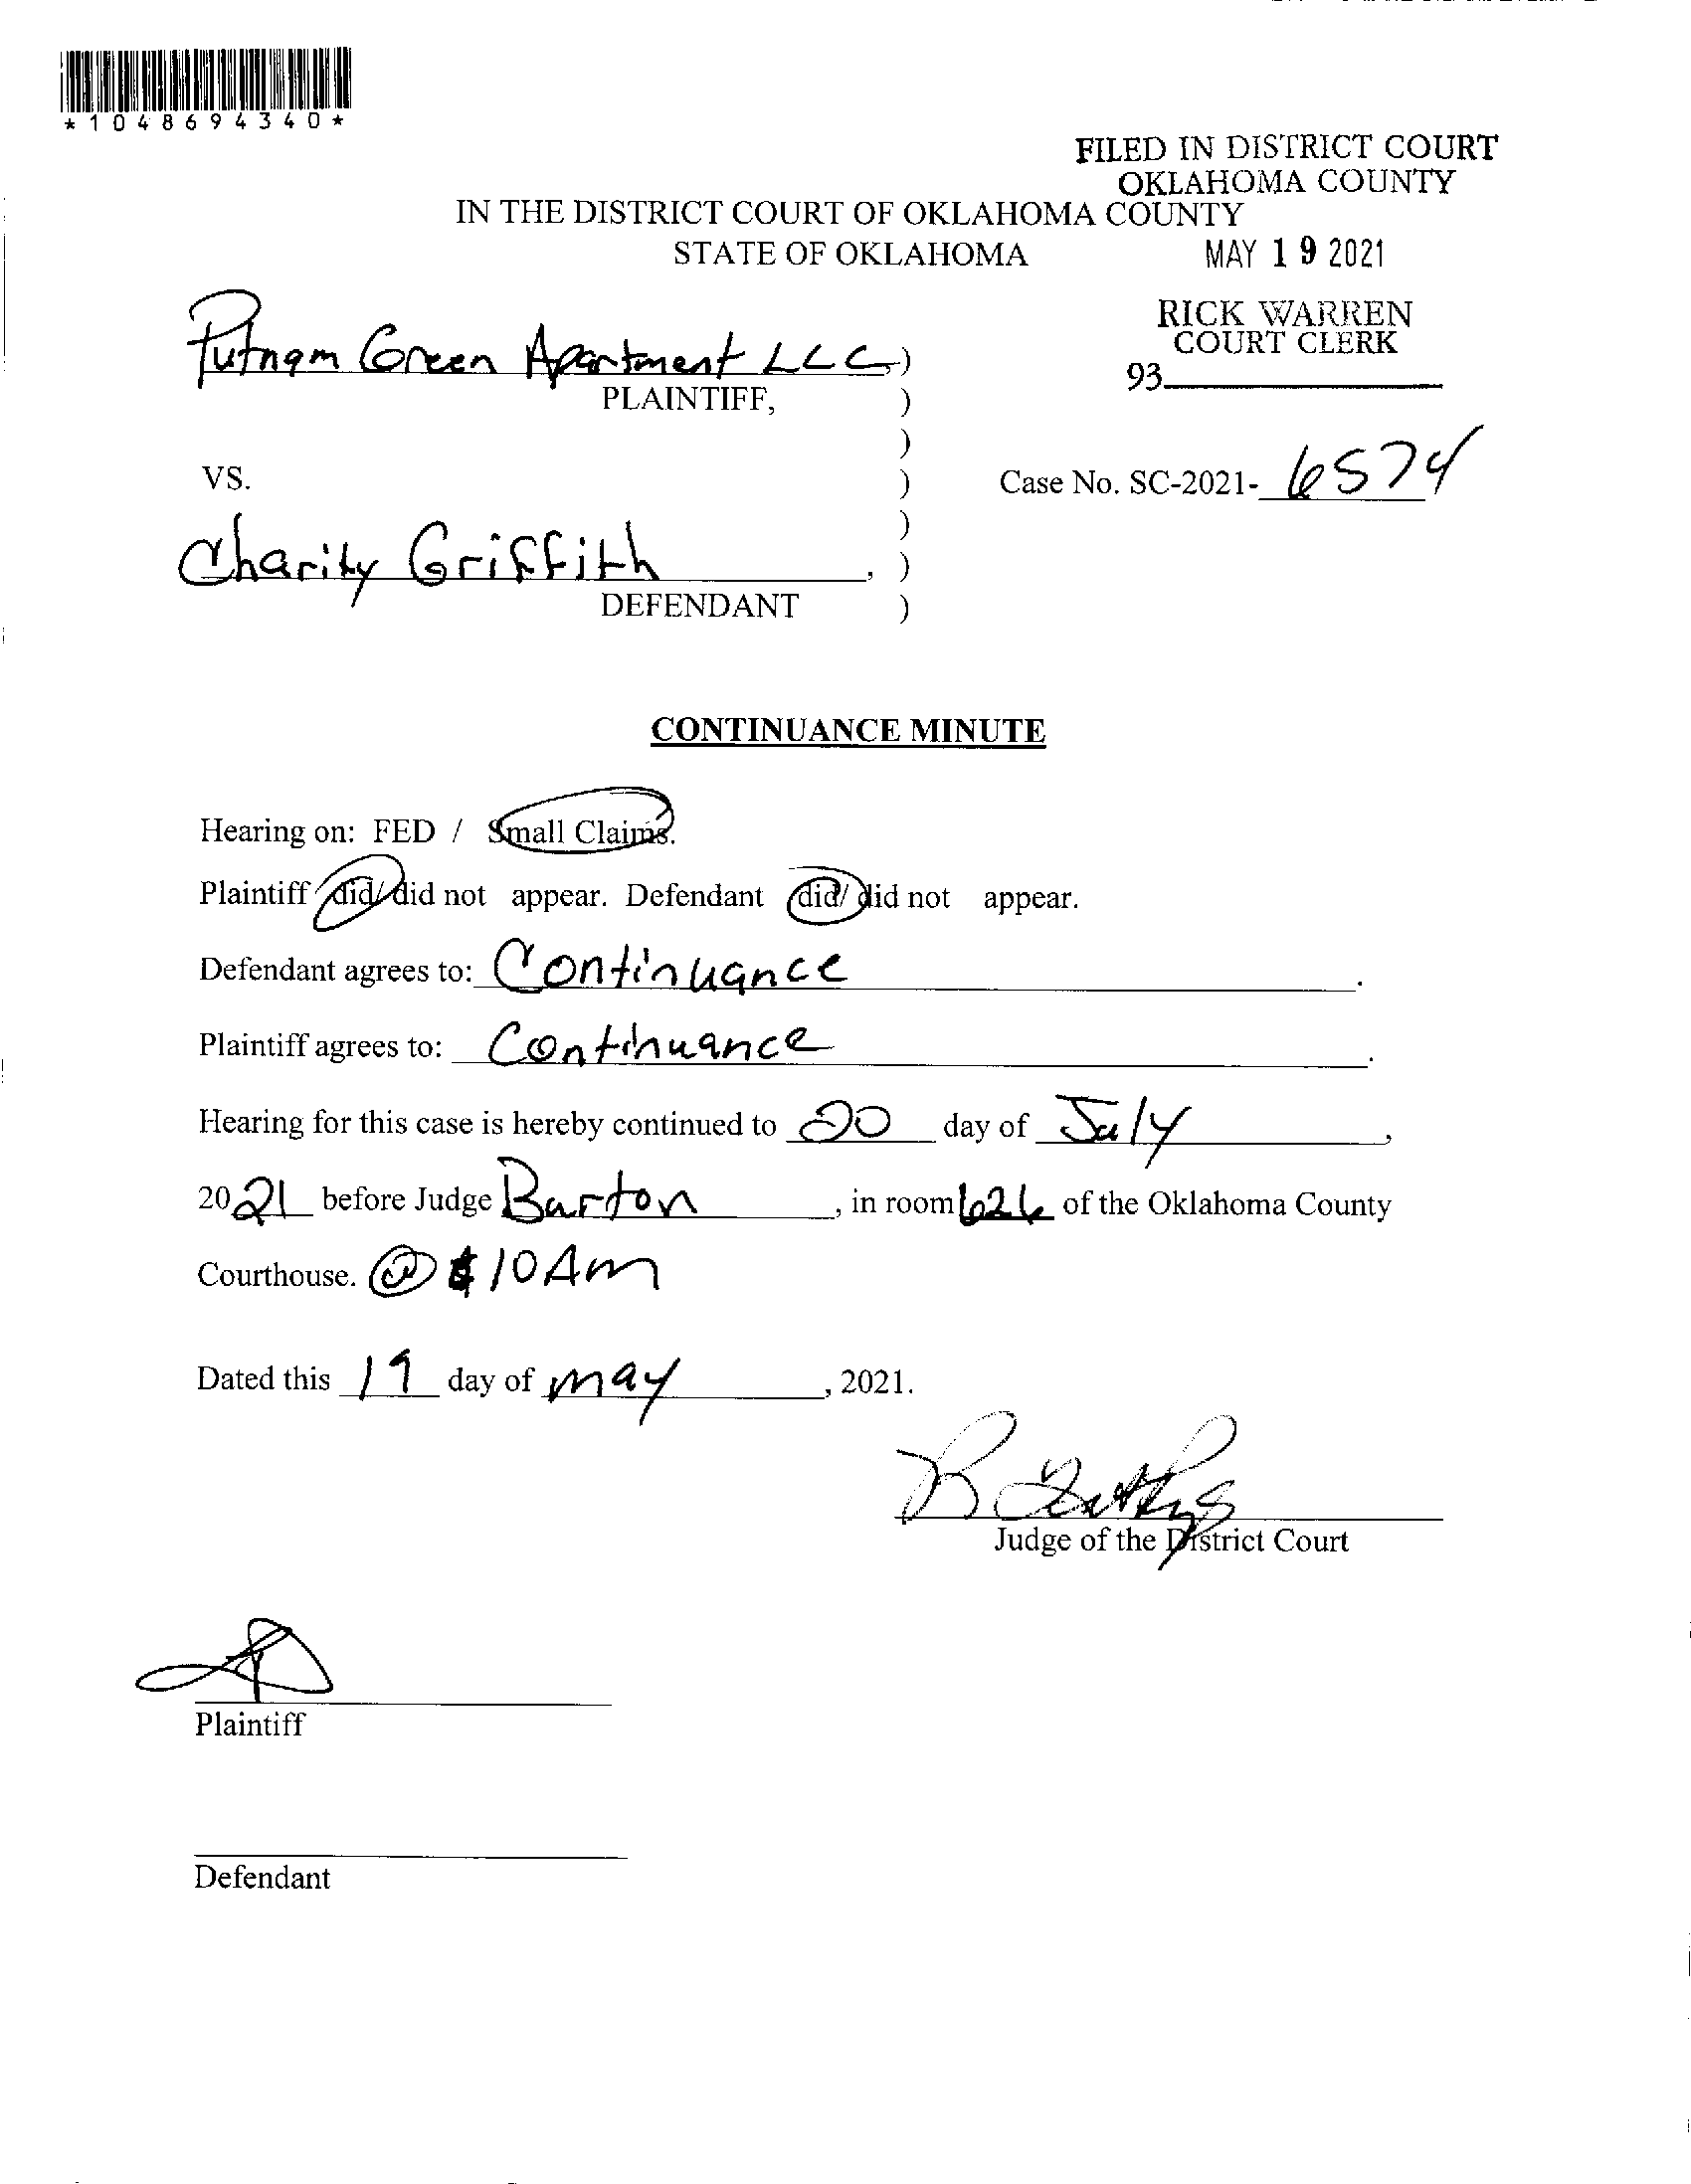 *1048694340*
FILED IN DISTRICT COURT
OKLAHOMA COUNTY
IN THE DISTRICT COURT OF OKLAHOMA COUNTY
STATE OF OKLAHOMA
MAY 19 2021
RICK WARREN
COURT CLERK
93
Putnam Green Apartment LLC )
PLAINTIFF, )
)
VS. )
Case No. SC-2021- 6574
)
Charity Griffith , )
DEFENDANT )
CONTINUANCE MINUTE
Hearing on: FED / Small Claims.
Plaintiff did/did not appear. Defendant did/did not appear.
Defendant agrees to: Continuance .
Plaintiff agrees to: Continuance .
Hearing for this case is hereby continued to 20 day of July ,
2021 before Judge Barton , in room 626 of the Oklahoma County
Courthouse. @ 10 Am
Dated this 19 day of may , 2021.
Judge of the District Court
Plaintiff
Defendant